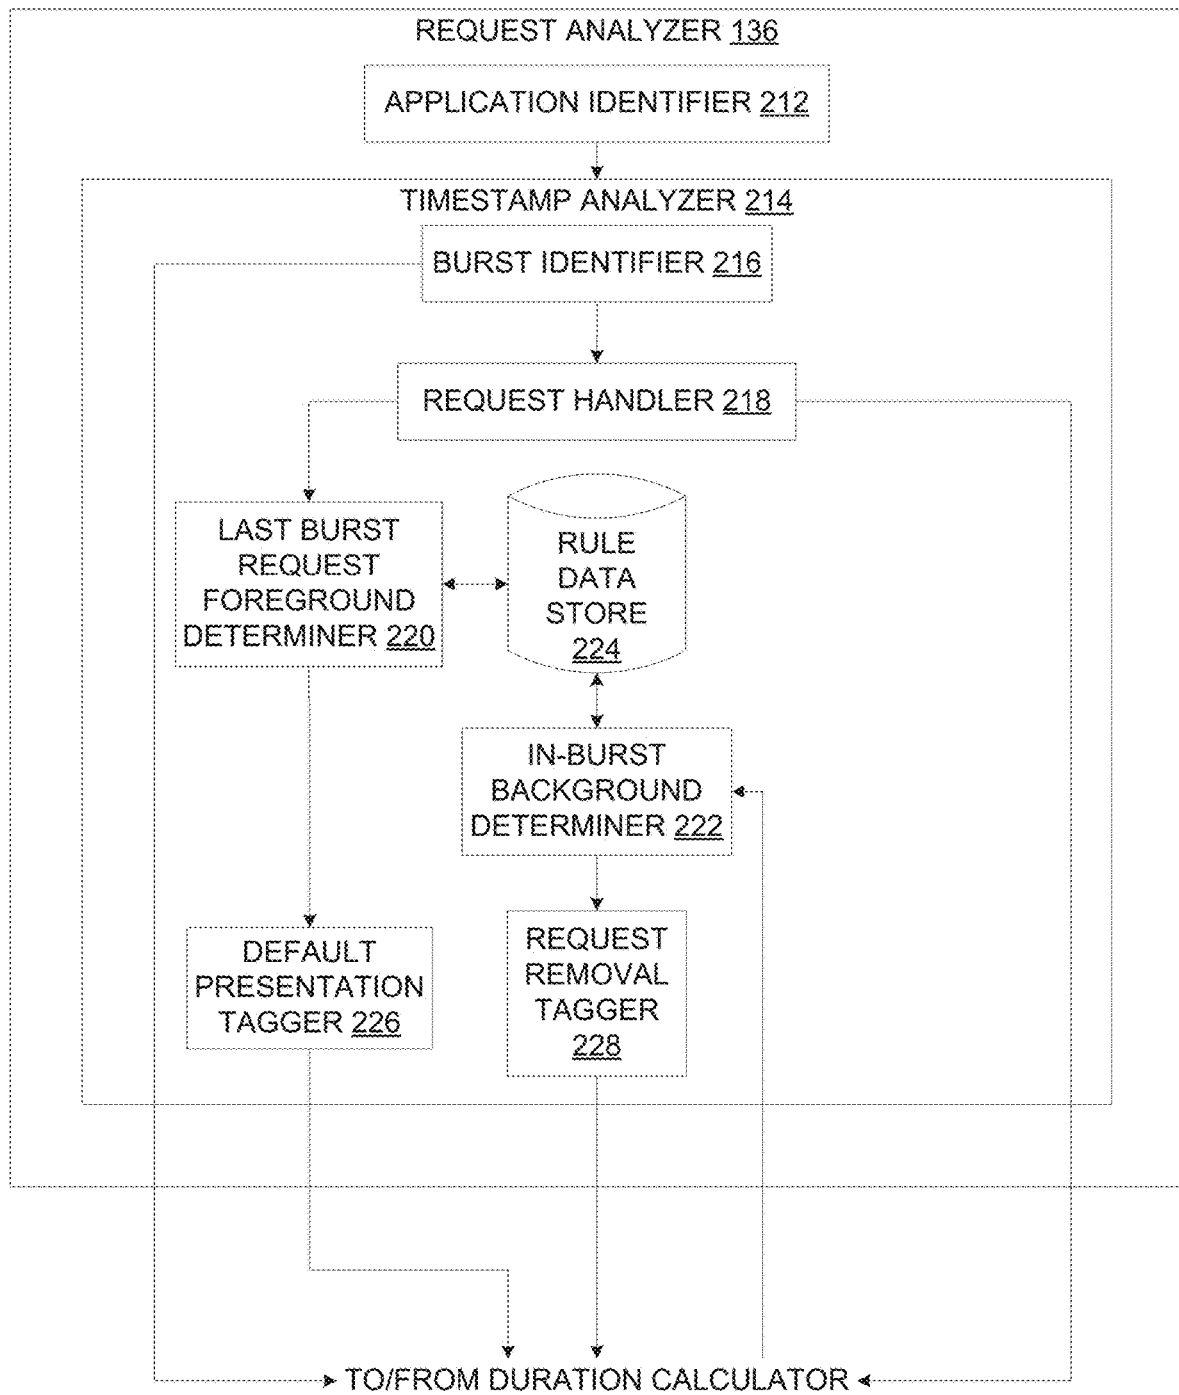 REQUEST ANALYZER 136
APPLICATION IDENTIFIER 212
TIMESTAMP ANALYZER 214
BURST IDENTIFIER 216
REQUEST HANDLER 218
LAST BURST
REQUEST
FOREGROUND
DETERMINER 220
RULE
DATA
STORE
224
IN-BURST
BACKGROUND
DETERMINER 222
DEFAULT
PRESENTATION
TAGGER 226
REQUEST
REMOVAL
TAGGER
228
TO/FROM DURATION CALCULATOR